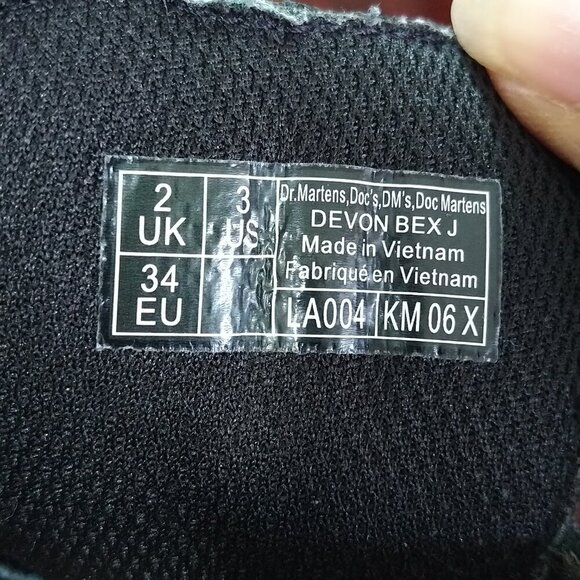 2
UK
3
US
34
EU
Dr.Martens,Doc's,DM's,Doc Martens
DEVON BEX J
Made in Vietnam
Fabriqué en Vietnam
LA004
KM 06 X